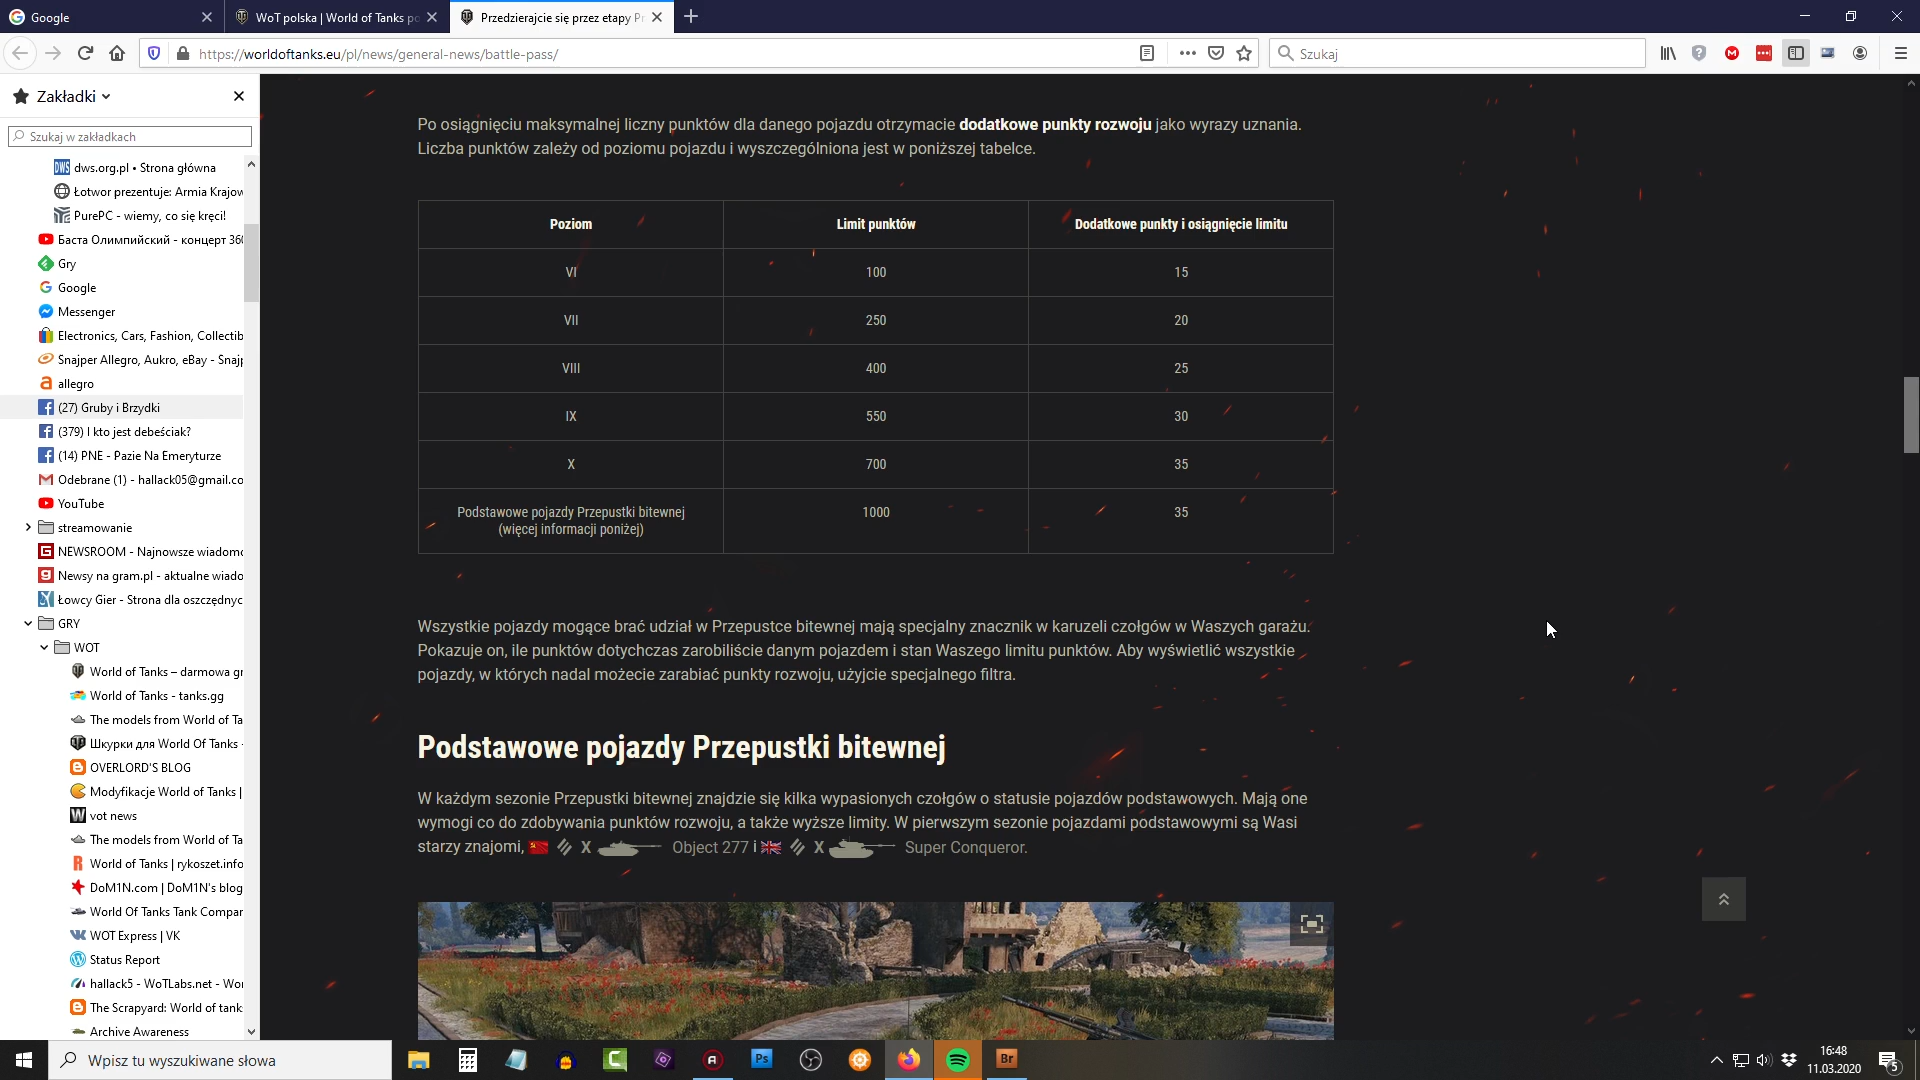 Google
WoT polska | World of Tanks po
Przedzierajcie się przez etapy Pr
https://worldoftanks.eu/pl/news/general-news/battle-pass/
Szukaj
Zakładki
Szukaj w zakładkach
dws.org.pl • Strona główna
Łotwor prezentuje: Armia Krajow
PurePC - wiemy, co się kręci!
Баста Олимпийский - концерт 360
Gry
Google
Messenger
Electronics, Cars, Fashion, Collectib
Snajper Allegro, Aukro, eBay - Snaj
allegro
(27) Gruby i Brzydki
(379) I kto jest debeściak?
(14) PNE - Pazie Na Emeryturze
Odebrane (1) - hallack05@gmail.co
YouTube
streamowanie
NEWSROOM - Najnowsze wiadomo
Newsy na gram.pl - aktualne wiado
Łowcy Gier - Strona dla oszczędnyc
GRY
WOT
World of Tanks – darmowa gr
World of Tanks - tanks.gg
The models from World of Ta
Шкурки для World Of Tanks -
OVERLORD'S BLOG
Modyfikacje World of Tanks |
vot news
The models from World of Ta
World of Tanks | rykoszet.info
DoM1N.com | DoM1N's blog
World Of Tanks Tank Compar
WOT Express | VK
Status Report
hallack5 - WoTLabs.net - Wor
The Scrapyard: World of tank
Archive Awareness
Po osiągnięciu maksymalnej liczny punktów dla danego pojazdu otrzymacie dodatkowe punkty rozwoju jako wyrazy uznania.
Liczba punktów zależy od poziomu pojazdu i wyszczególniona jest w poniższej tabelce.
Poziom Limit punktów Dodatkowe punkty i osiągnięcie limitu
VI 100 15
VII 250 20
VIII 400 25
IX 550 30
X 700 35
Podstawowe pojazdy Przepustki bitewnej 1000 35
(więcej informacji poniżej)
Wszystkie pojazdy mogące brać udział w Przepustce bitewnej mają specjalny znacznik w karuzeli czołgów w Waszych garażu.
Pokazuje on, ile punktów dotychczas zarobiliście danym pojazdem i stan Waszego limitu punktów. Aby wyświetlić wszystkie
pojazdy, w których nadal możecie zarabiać punkty rozwoju, użyjcie specjalnego filtra.
Podstawowe pojazdy Przepustki bitewnej
W każdym sezonie Przepustki bitewnej znajdzie się kilka wypasionych czołgów o statusie pojazdów podstawowych. Mają one
wymogi co do zdobywania punktów rozwoju, a także wyższe limity. W pierwszym sezonie pojazdami podstawowymi są Wasi
starzy znajomi, X Object 277 i X Super Conqueror.
Wpisz tu wyszukiwane słowa
Ps
Br
16:48
11.03.2020
5